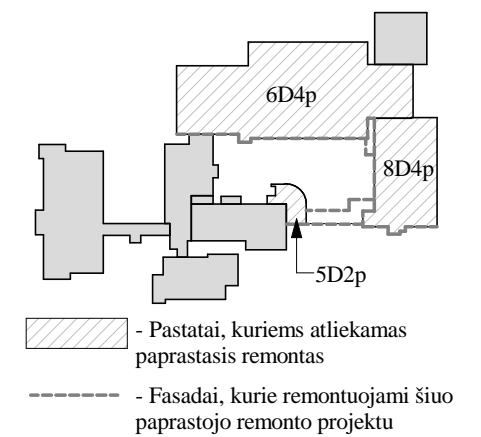 6D4p
8D4p
5D2p
- Pastatai, kuriems atliekamas
paprastasis remontas
- Fasadai, kurie remontuojami šiuo
paprastojo remonto projektu